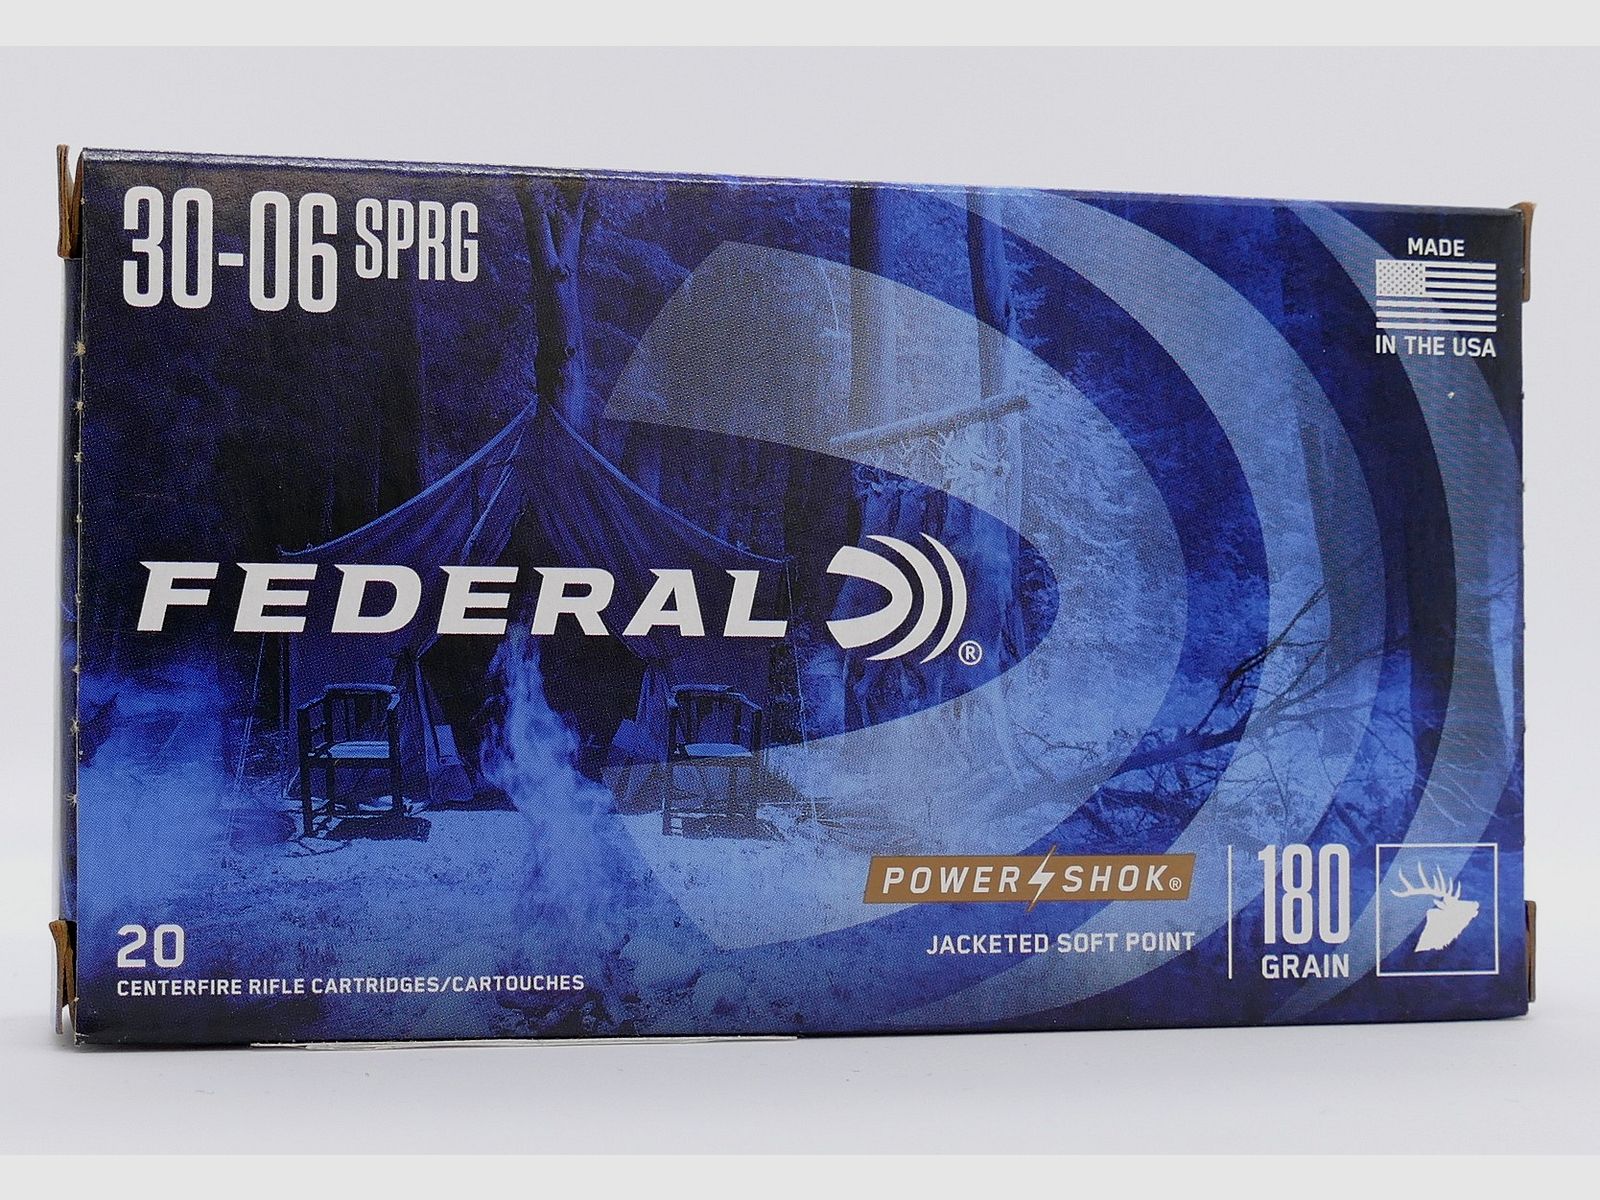 30-06 SPRG
MADE
IN THE USA
FEDERAL®
POWER SHOK®
JACKETED SOFT POINT
180
GRAIN
20
CENTERFIRE RIFLE CARTRIDGES/CARTOUCHES